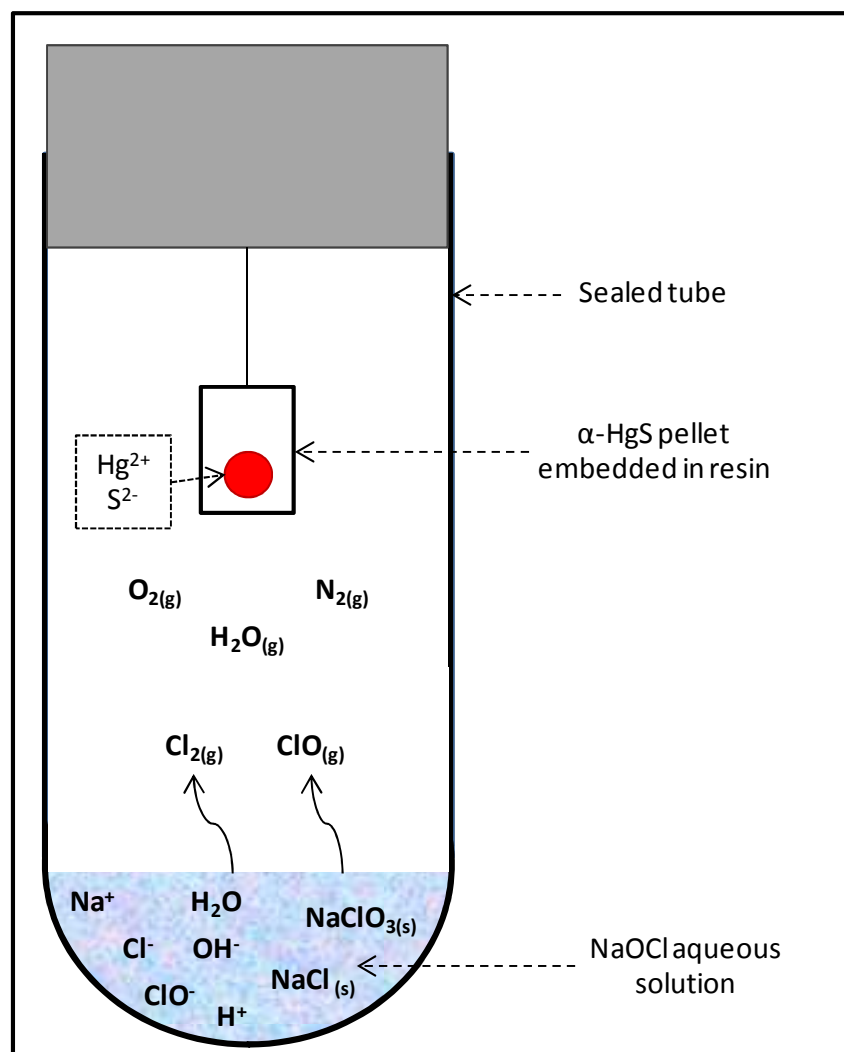 Sealed tube
α-HgS pellet
embedded in resin
Hg²⁺
S²⁻
O₂(g)
N₂(g)
H₂O(g)
Cl₂(g)
ClO(g)
Na⁺
H₂O
NaClO₃(s)
Cl⁻
OH⁻
NaCl (s)
NaOCl aqueous
solution
ClO⁻
H⁺